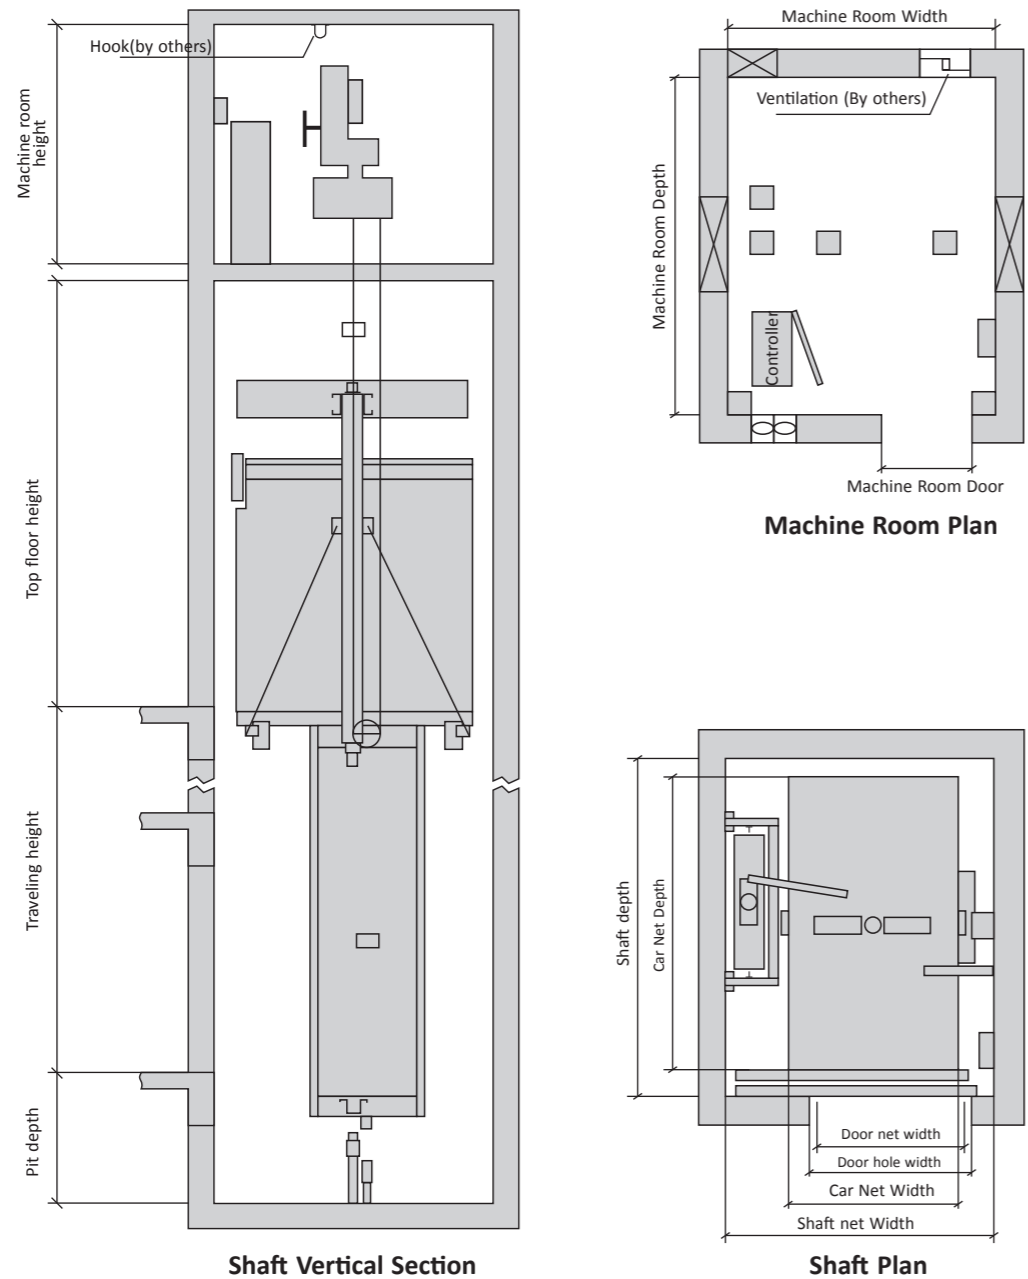 Hook(by others)
Machine room
height
Top floor height
Traveling height
Pit depth
Shaft Vertical Section
Machine Room Width
Ventilation (By others)
Machine Room Depth
Controller
Machine Room Door
Machine Room Plan
Shaft depth
Car Net Depth
Door net width
Door hole width
Car Net Width
Shaft net Width
Shaft Plan